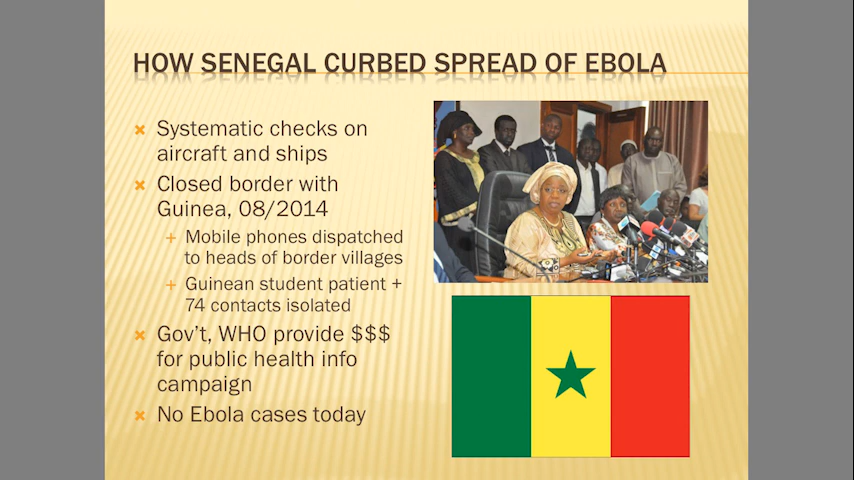 HOW SENEGAL CURBED SPREAD OF EBOLA
Systematic checks on
aircraft and ships
Closed border with
Guinea, 08/2014
Mobile phones dispatched
to heads of border villages
Guinean student patient +
74 contacts isolated
Gov't, WHO provide $$$
for public health info
campaign
No Ebola cases today